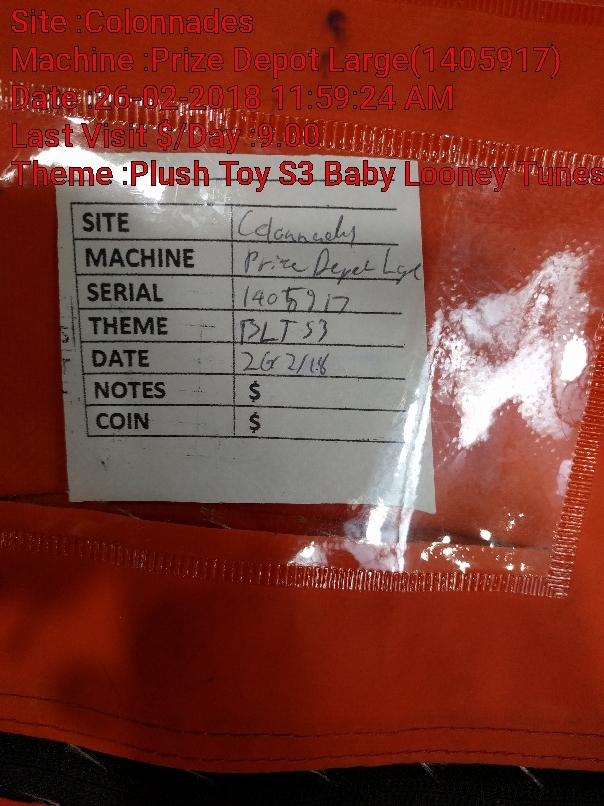 Site :Colonnades
Machine :Prize Depot Large(1405917)
Date :26-02-2018 11:59:24 AM
Last Visit $/Day :9.00
Theme :Plush Toy S3 Baby Looney Tunes
SITE Colonnades
MACHINE Prize Depot Lge
SERIAL 1405917
THEME BLT S3
DATE 26 2/18
NOTES $
COIN $